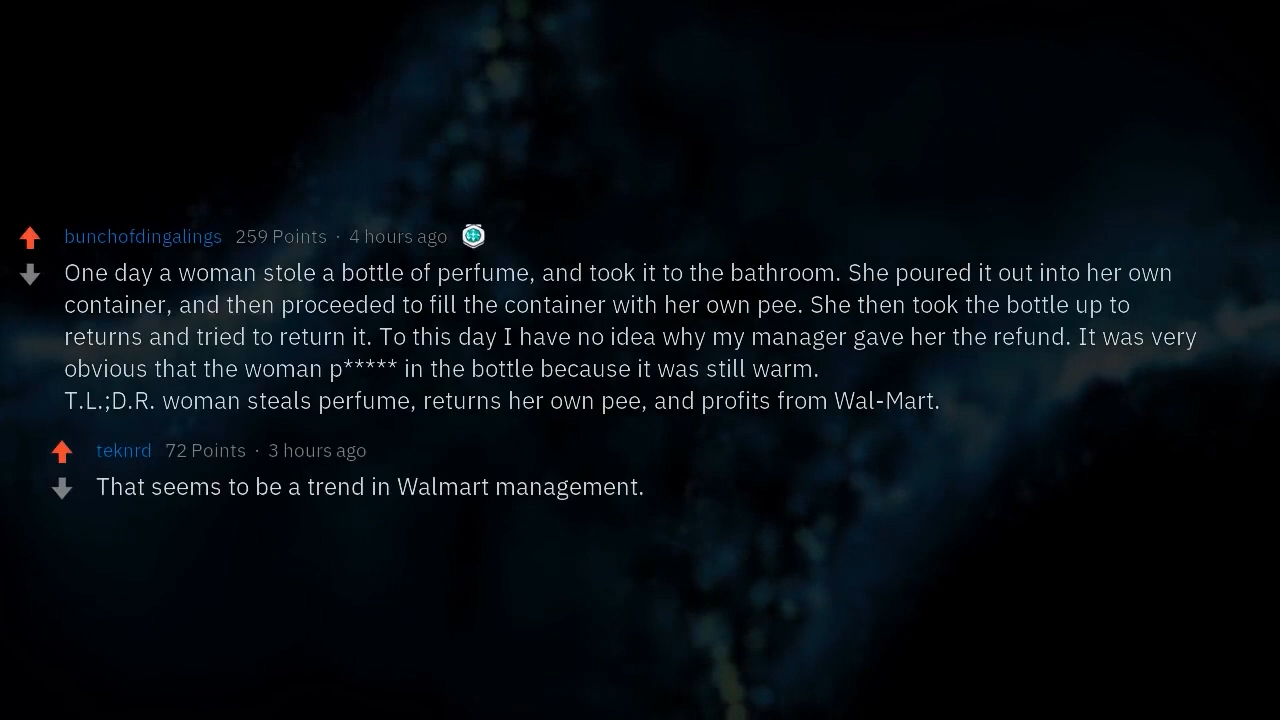 bunchofdingalings 259 Points · 4 hours ago
One day a woman stole a bottle of perfume, and took it to the bathroom. She poured it out into her own
container, and then proceeded to fill the container with her own pee. She then took the bottle up to
returns and tried to return it. To this day I have no idea why my manager gave her the refund. It was very
obvious that the woman p***** in the bottle because it was still warm.
T.L.;D.R. woman steals perfume, returns her own pee, and profits from Wal-Mart.
teknrd 72 Points · 3 hours ago
That seems to be a trend in Walmart management.